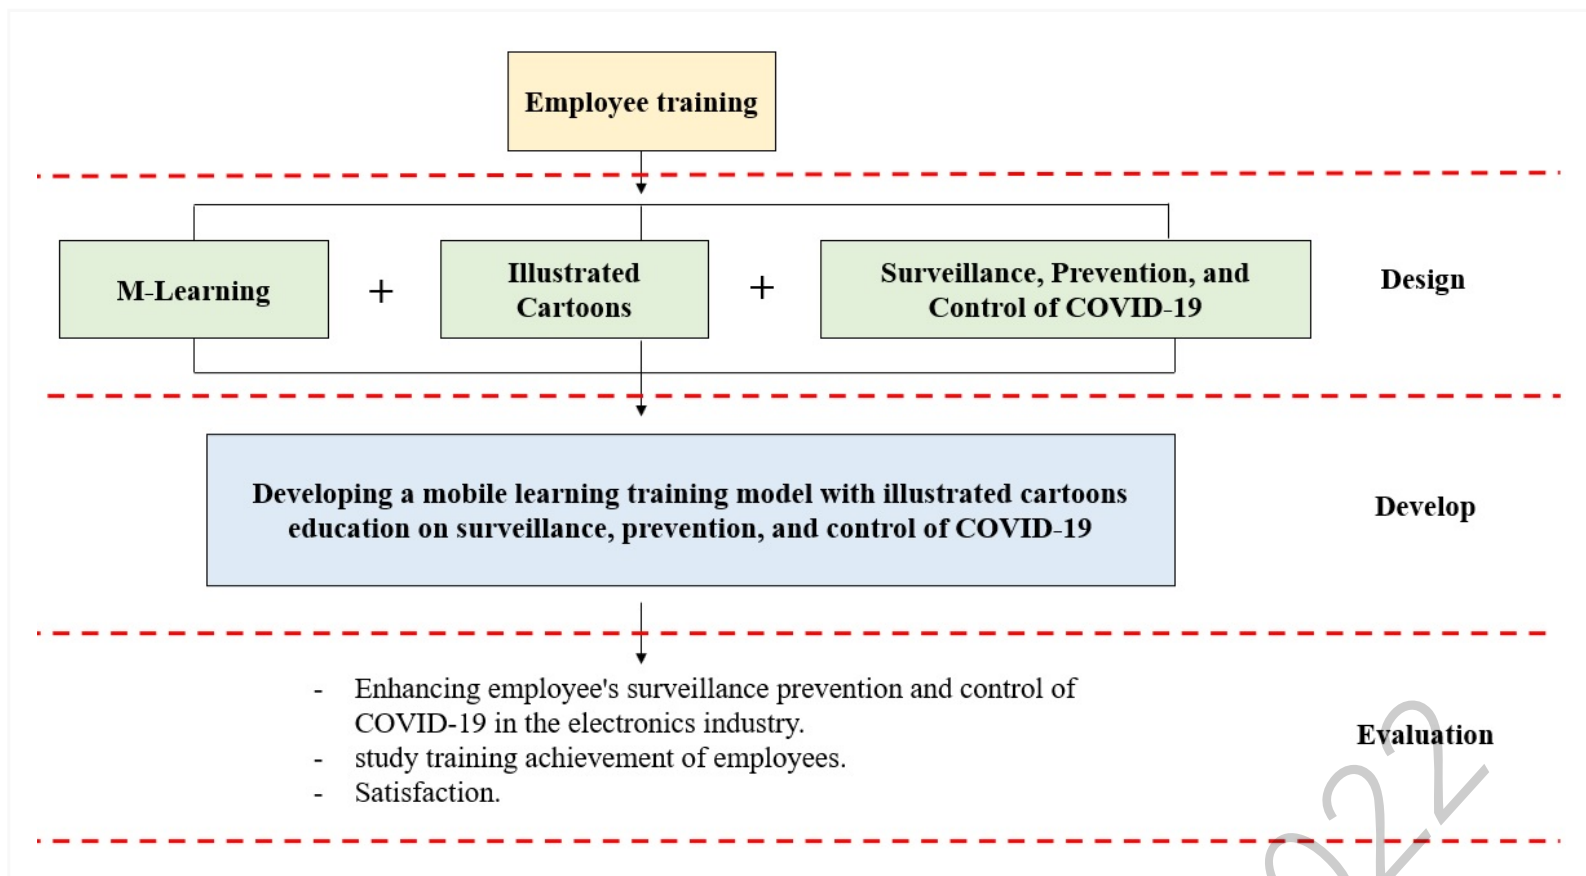 Employee training
M-Learning
+
Illustrated
Cartoons
+
Surveillance, Prevention, and
Control of COVID-19
Design
Developing a mobile learning training model with illustrated cartoons
education on surveillance, prevention, and control of COVID-19
Develop
- Enhancing employee's surveillance prevention and control of
COVID-19 in the electronics industry.
- study training achievement of employees.
- Satisfaction.
Evaluation
022